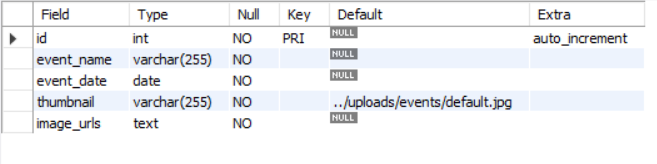 Field Type Null Key Default Extra
id int NO PRI NULL auto_increment
event_name varchar(255) NO NULL
event_date date NO NULL
thumbnail varchar(255) NO ../uploads/events/default.jpg
image_urls text NO NULL